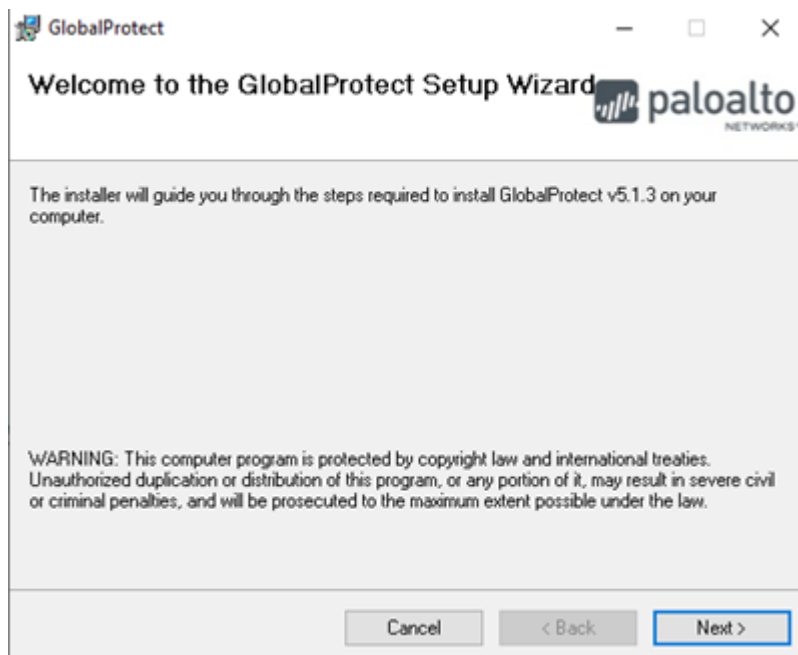 GlobalProtect
Welcome to the GlobalProtect Setup Wizard
paloalto
NETWORKS
The installer will guide you through the steps required to install GlobalProtect v5.1.3 on your
computer.
WARNING: This computer program is protected by copyright law and international treaties.
Unauthorized duplication or distribution of this program, or any portion of it, may result in severe civil
or criminal penalties, and will be prosecuted to the maximum extent possible under the law.
Cancel
< Back
Next >